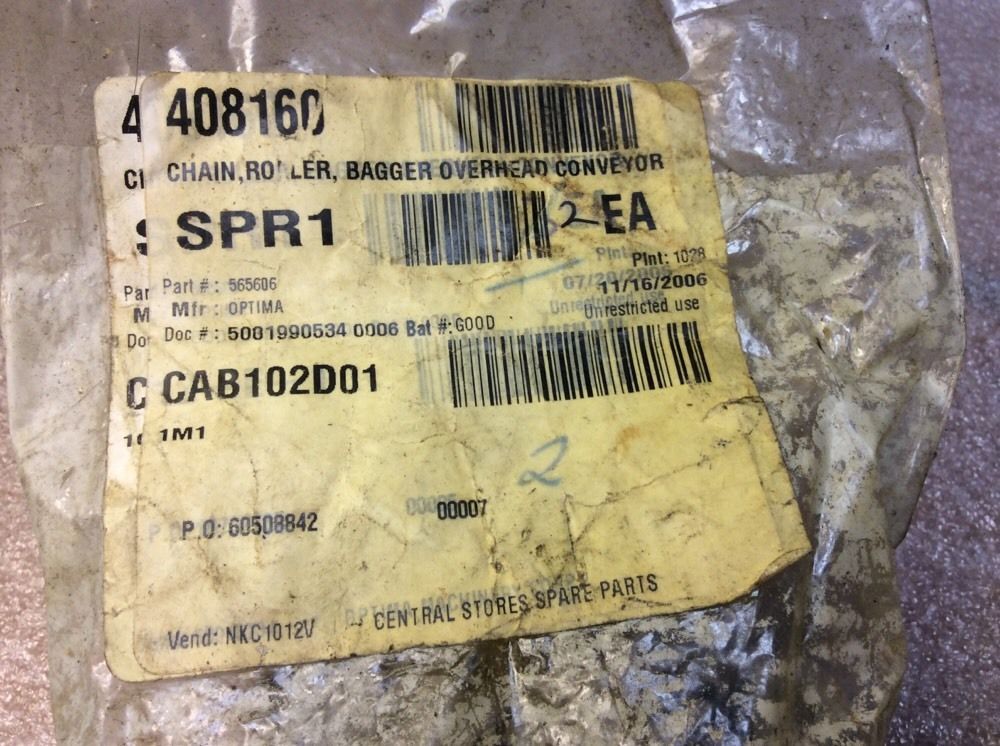 408160
CHAIN, ROLLER, BAGGER OVERHEAD CONVEYOR
SPR1 2 EA
Plnt: 1028
Part #: 565606 11/16/2006
Mfr: OPTIMA Unrestricted use
Doc #: 5001990534 0006 Bat #: GOOD
CAB102D01
1M1
2
P.O: 60508842 00007
CENTRAL STORES SPARE PARTS
Vend: NKC1012V